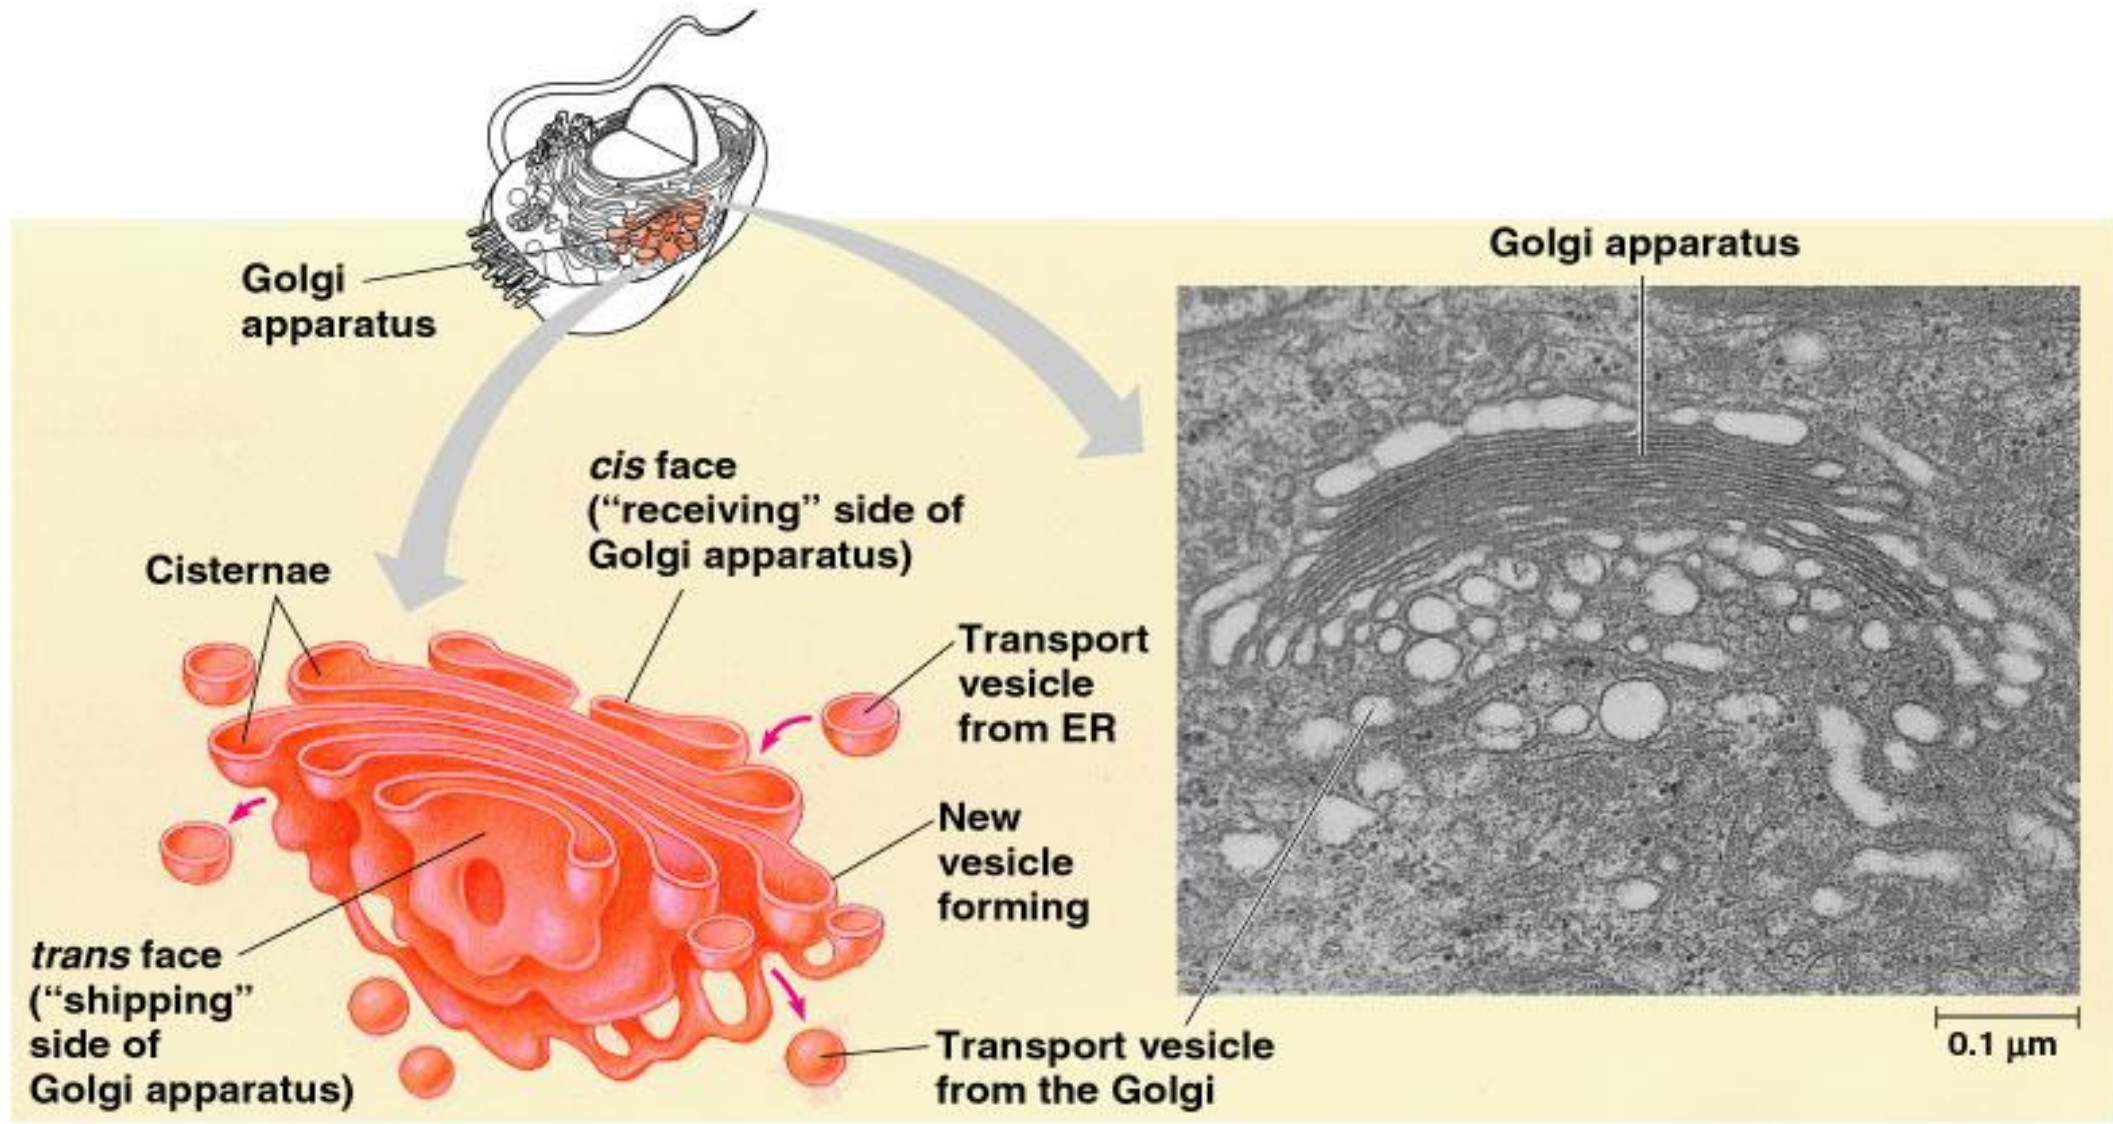 Golgi apparatus
Golgi
apparatus
cis face
(“receiving” side of
Golgi apparatus)
Cisternae
Transport
vesicle
from ER
New
vesicle
forming
trans face
(“shipping”
side of
Golgi apparatus)
Transport vesicle
from the Golgi
0.1 μm